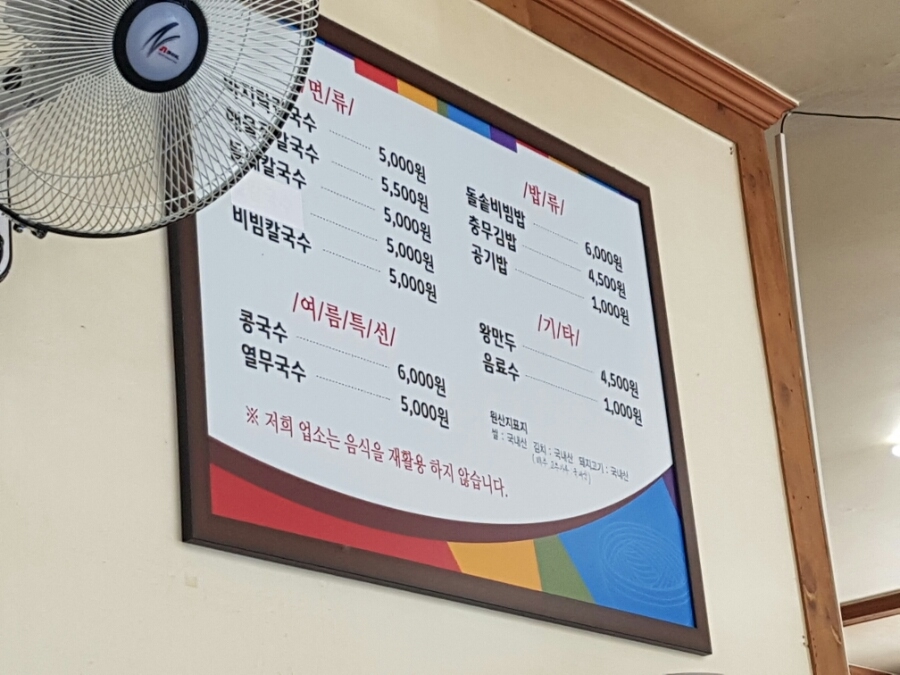 면/류/
칼국수 5,000원
칼국수 5,500원
칼국수 5,000원
5,000원
비빔칼국수 5,000원
/여/름/특/선/
콩국수 6,000원
열무국수 5,000원
/밥/류/
돌솥비빔밥 6,000원
충무김밥 4,500원
공기밥 1,000원
/기/타/
왕만두 4,500원
음료수 1,000원
원산지표지
쌀 : 국내산 김치 : 국내산 돼지고기 : 국내산
※ 저희 업소는 음식을 재활용 하지 않습니다.